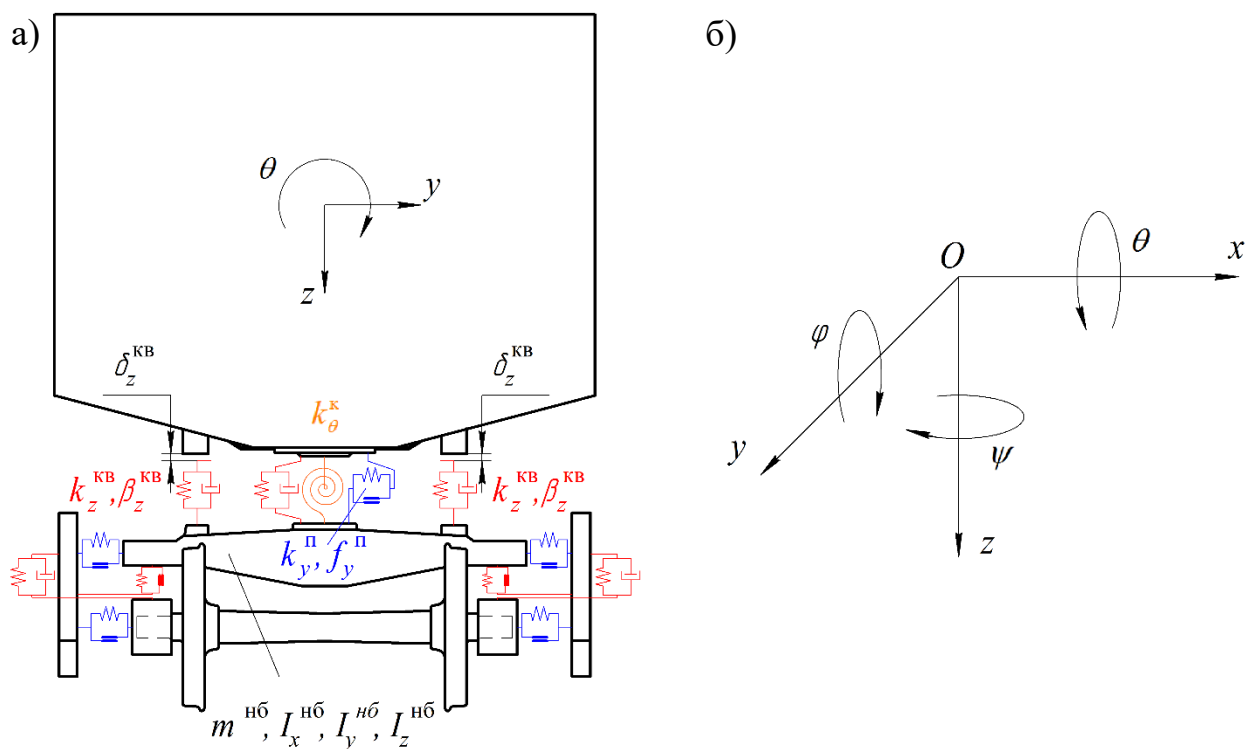 а)
б)
θ
y
z
δ_z^кв
δ_z^кв
k_θ^к
k_z^кв, β_z^кв
k_z^кв, β_z^кв
k_y^п, f_y^п
m^нб, I_x^нб, I_y^нб, I_z^нб
O
θ
x
φ
y
ψ
z